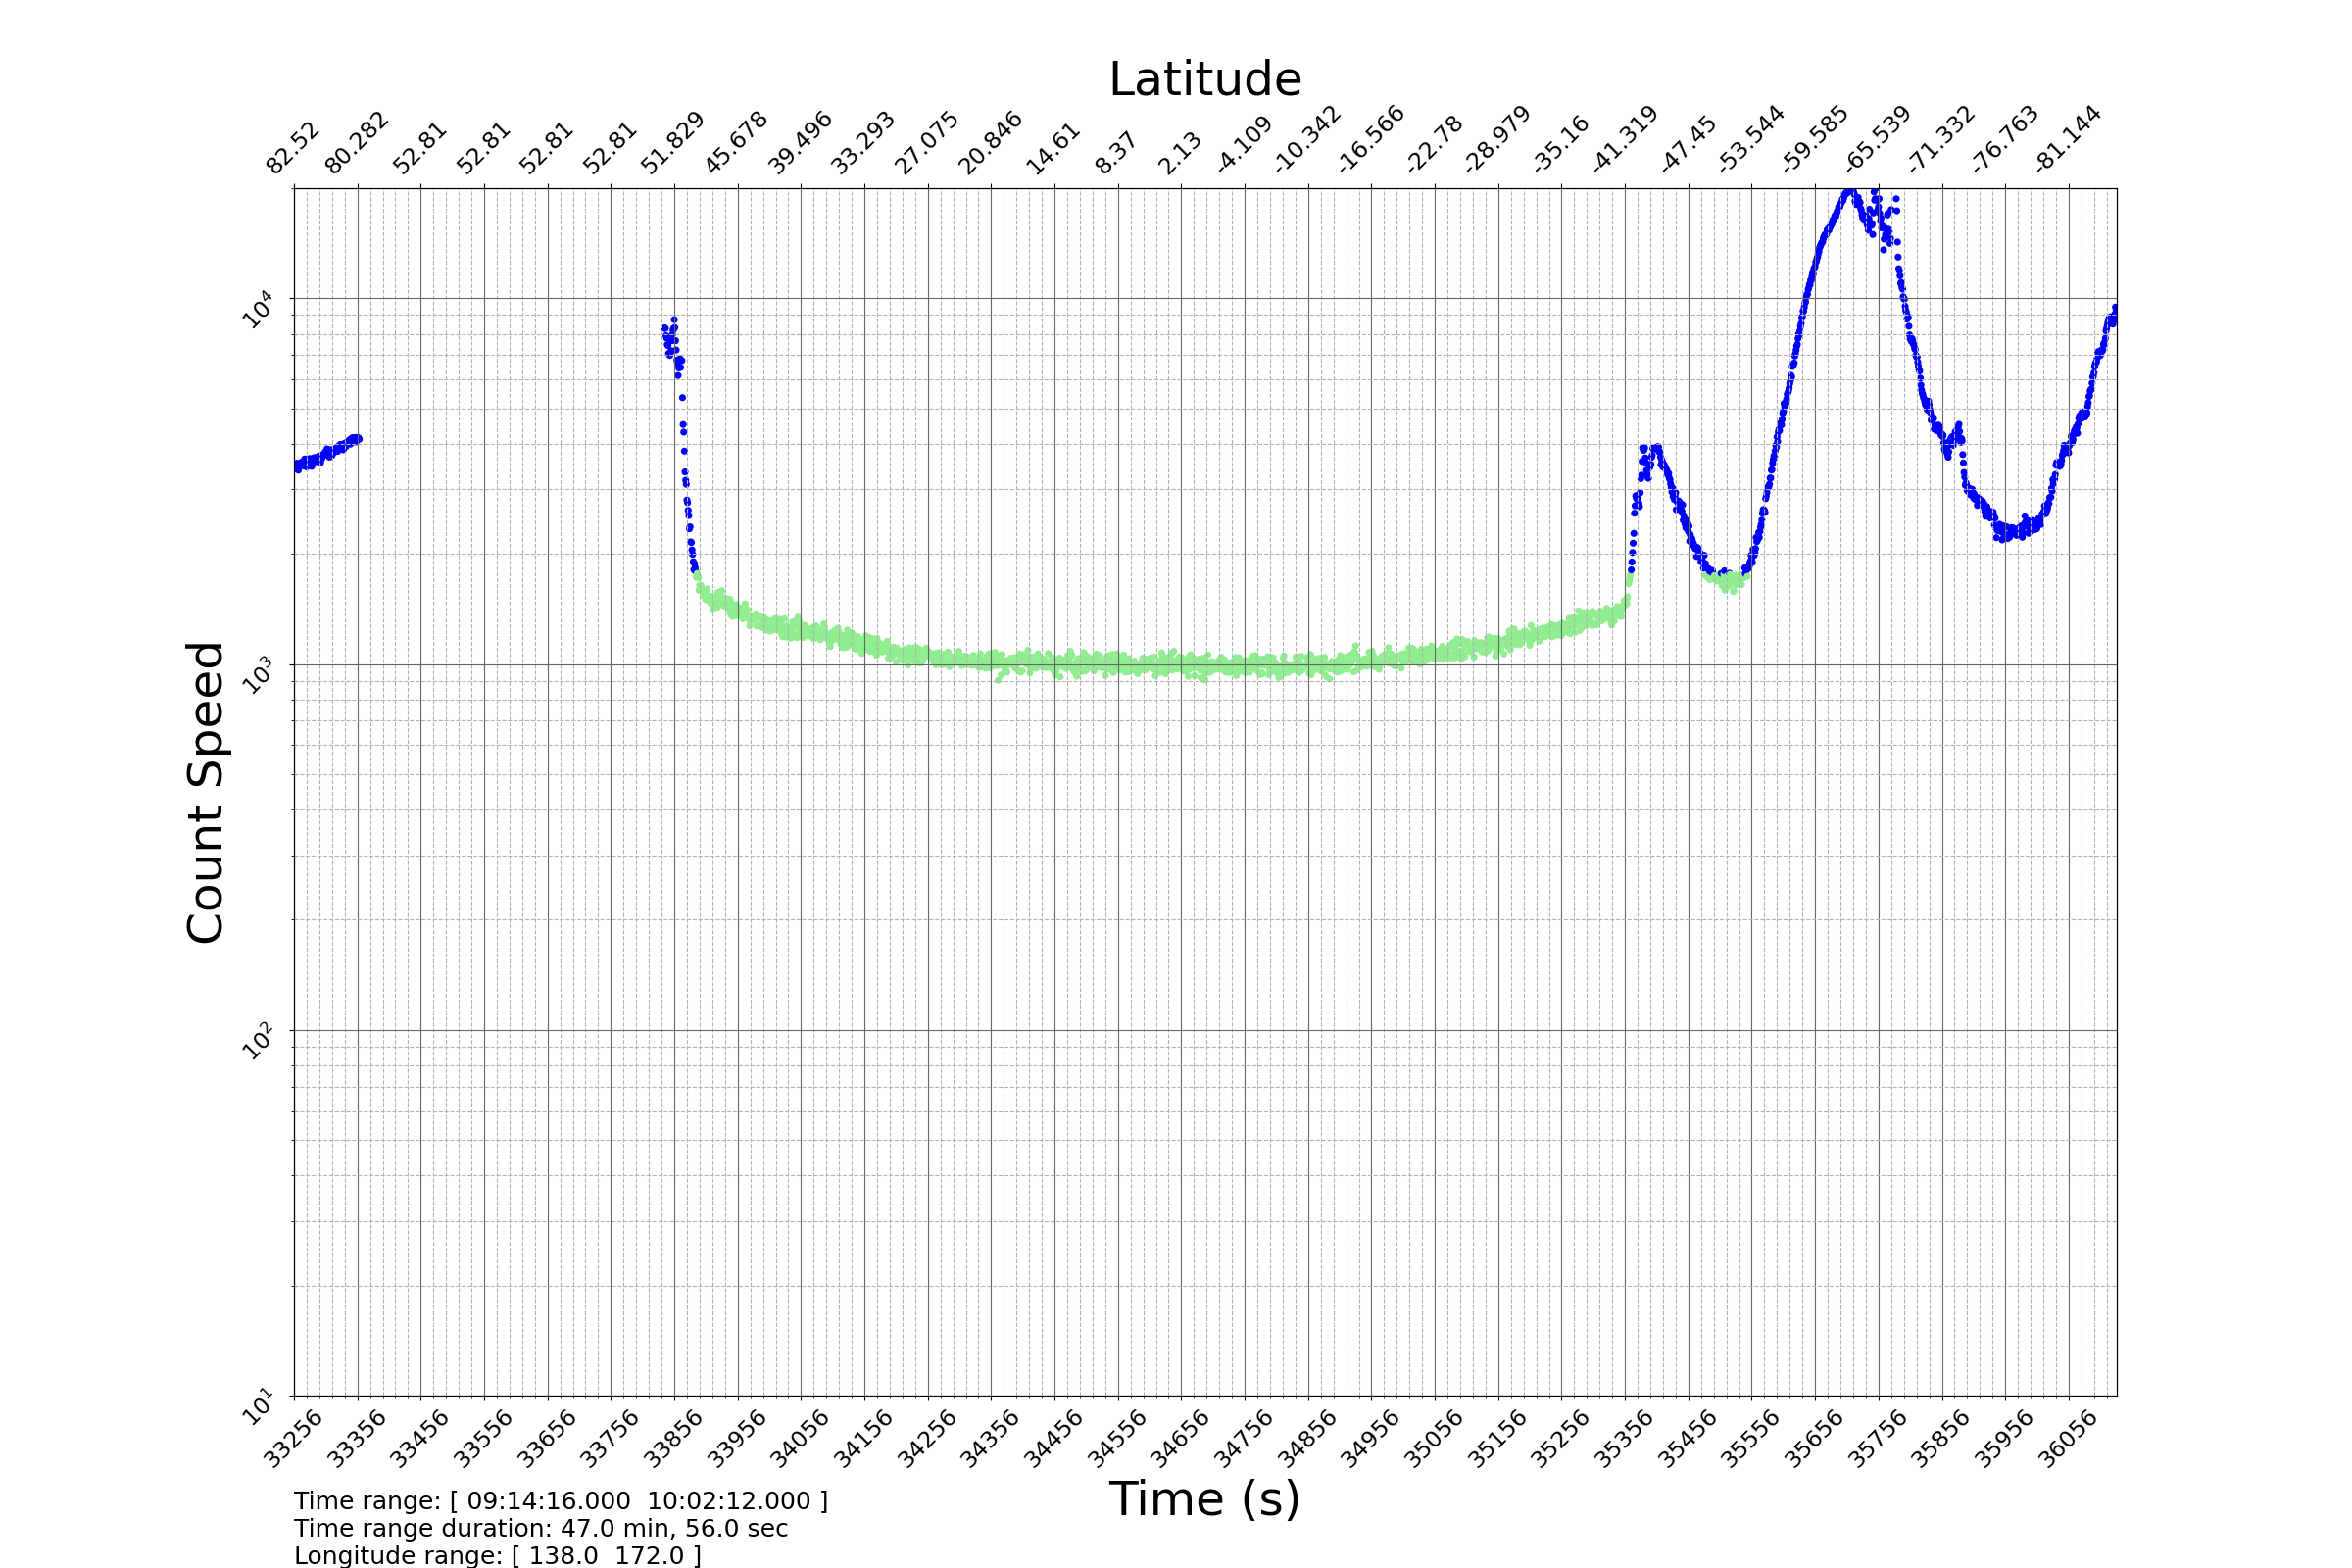 Latitude
82.52 80.282 52.81 52.81 52.81 52.81 51.829 45.678 39.496 33.293 27.075 20.846 14.61 8.37 2.13 -4.109 -10.342 -16.566 -22.78 -28.979 -35.16 -41.319 -47.45 -53.544 -59.585 -65.539 -71.332 -76.763 -81.144
10⁴
10³
10²
10¹
Count Speed
33256 33356 33456 33556 33656 33756 33856 33956 34056 34156 34256 34356 34456 34556 34656 34756 34856 34956 35056 35156 35256 35356 35456 35556 35656 35756 35856 35956 36056
Time (s)
Time range: [ 09:14:16.000 10:02:12.000 ]
Time range duration: 47.0 min, 56.0 sec
Longitude range: [ 138.0 172.0 ]